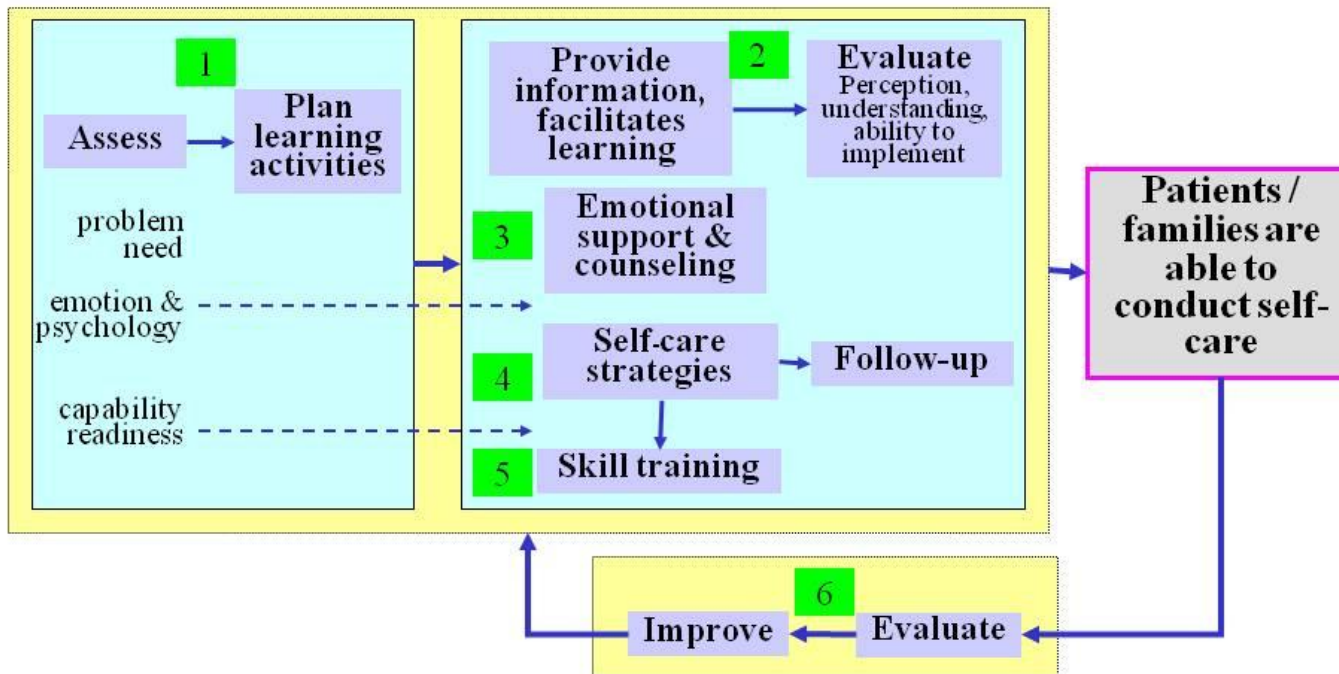 1
Assess
Plan
learning
activities
problem
need
emotion &
psychology
capability
readiness
2
Provide
information,
facilitates
learning
Evaluate
Perception,
understanding,
ability to
implement
3
Emotional
support &
counseling
4
Self-care
strategies
Follow-up
5
Skill training
Patients /
families are
able to
conduct self-
care
6
Improve
Evaluate